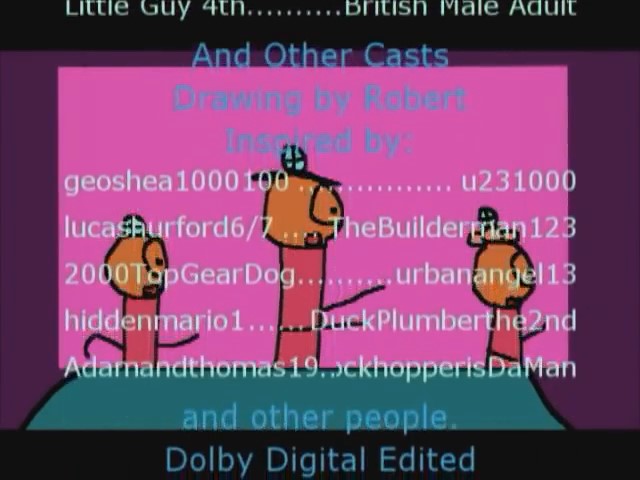 Little Guy 4th..........British Male Adult
And Other Casts
Drawing by Robert
Inspired by:
geoshea1000100 ................ u231000
lucashurford6/7 .... TheBuilderman123
2000TopGearDog..........urbanangel13
hiddenmario1...... DuckPlumberthe2nd
Adamandthomas19..ckhopperisDaMan
and other people.
Dolby Digital Edited